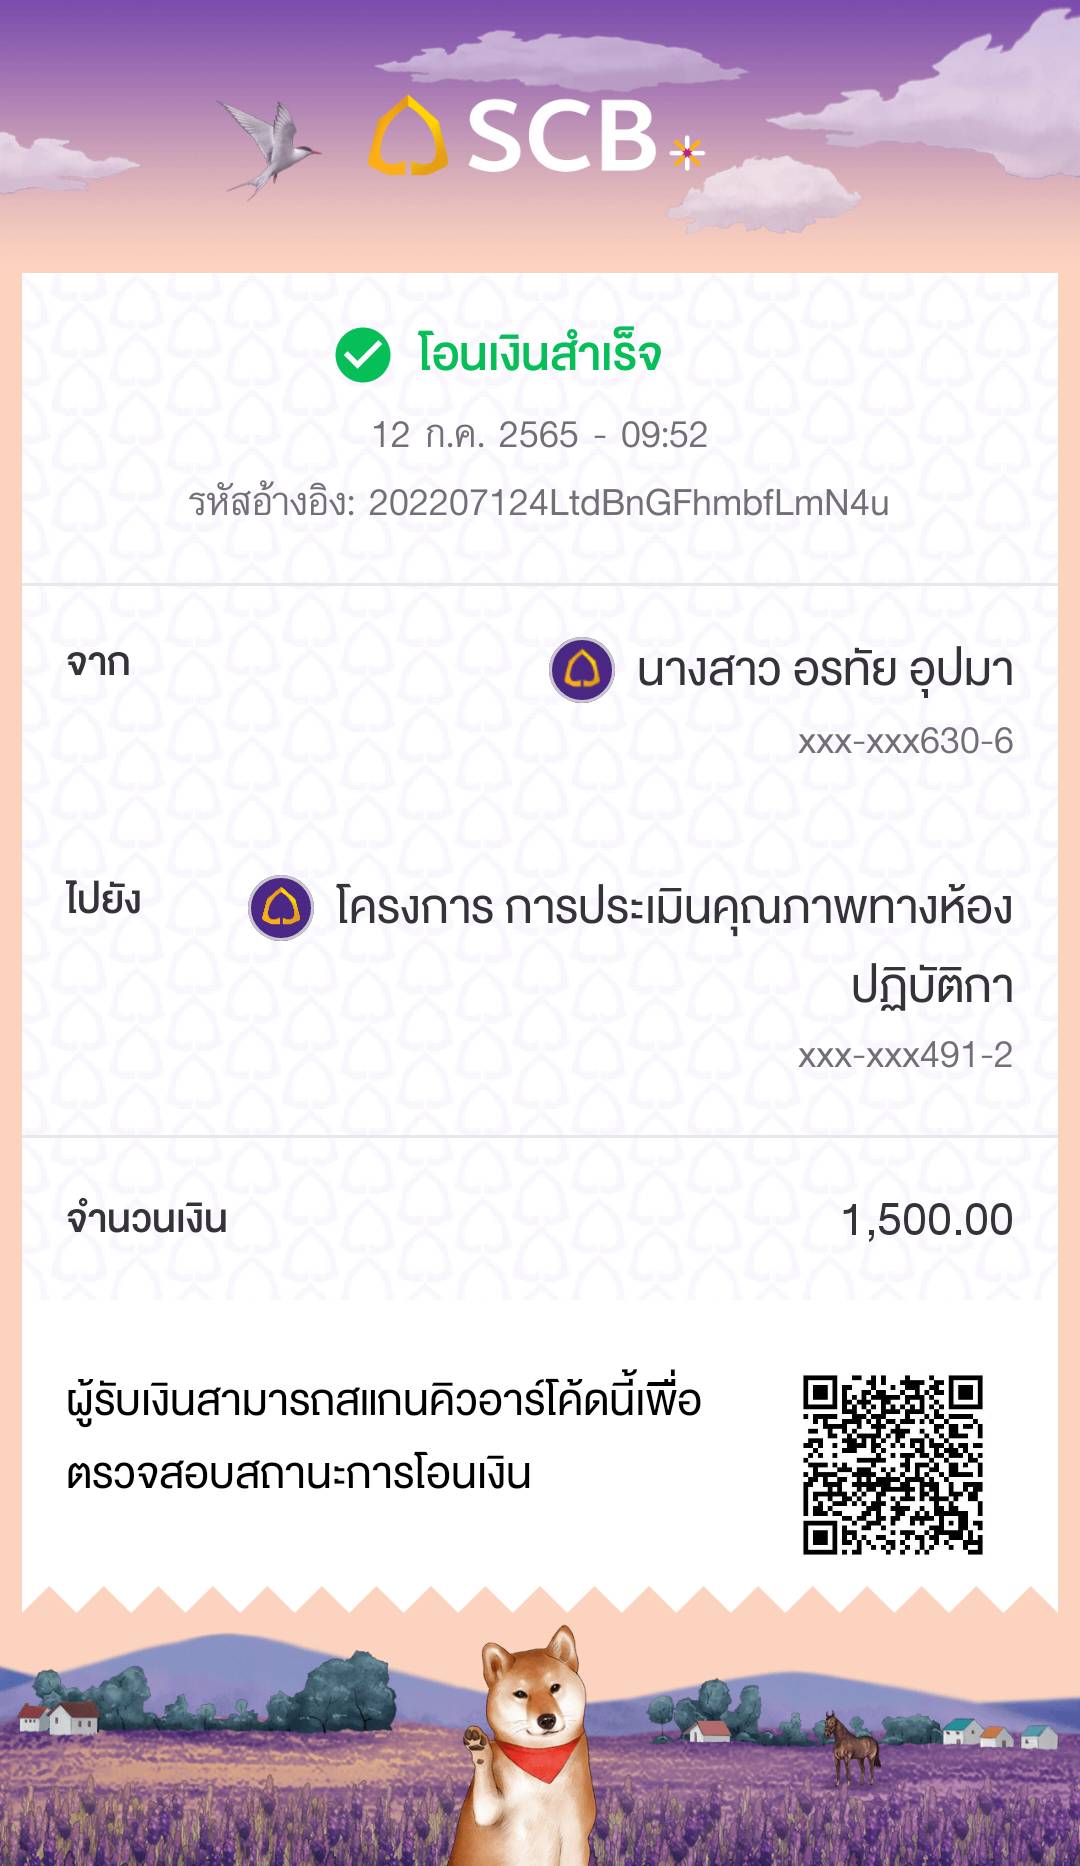 SCB
โอนเงินสำเร็จ
12 ก.ค. 2565 - 09:52
รหัสอ้างอิง: 202207124LtdBnGFhmbfLmN4u
จาก
นางสาว อรทัย อุปมา
xxx-xxx630-6
ไปยัง
โครงการ การประเมินคุณภาพทางห้อง
ปฏิบัติกา
xxx-xxx491-2
จำนวนเงิน
1,500.00
ผู้รับเงินสามารถสแกนคิวอาร์โค้ดนี้เพื่อ
ตรวจสอบสถานะการโอนเงิน